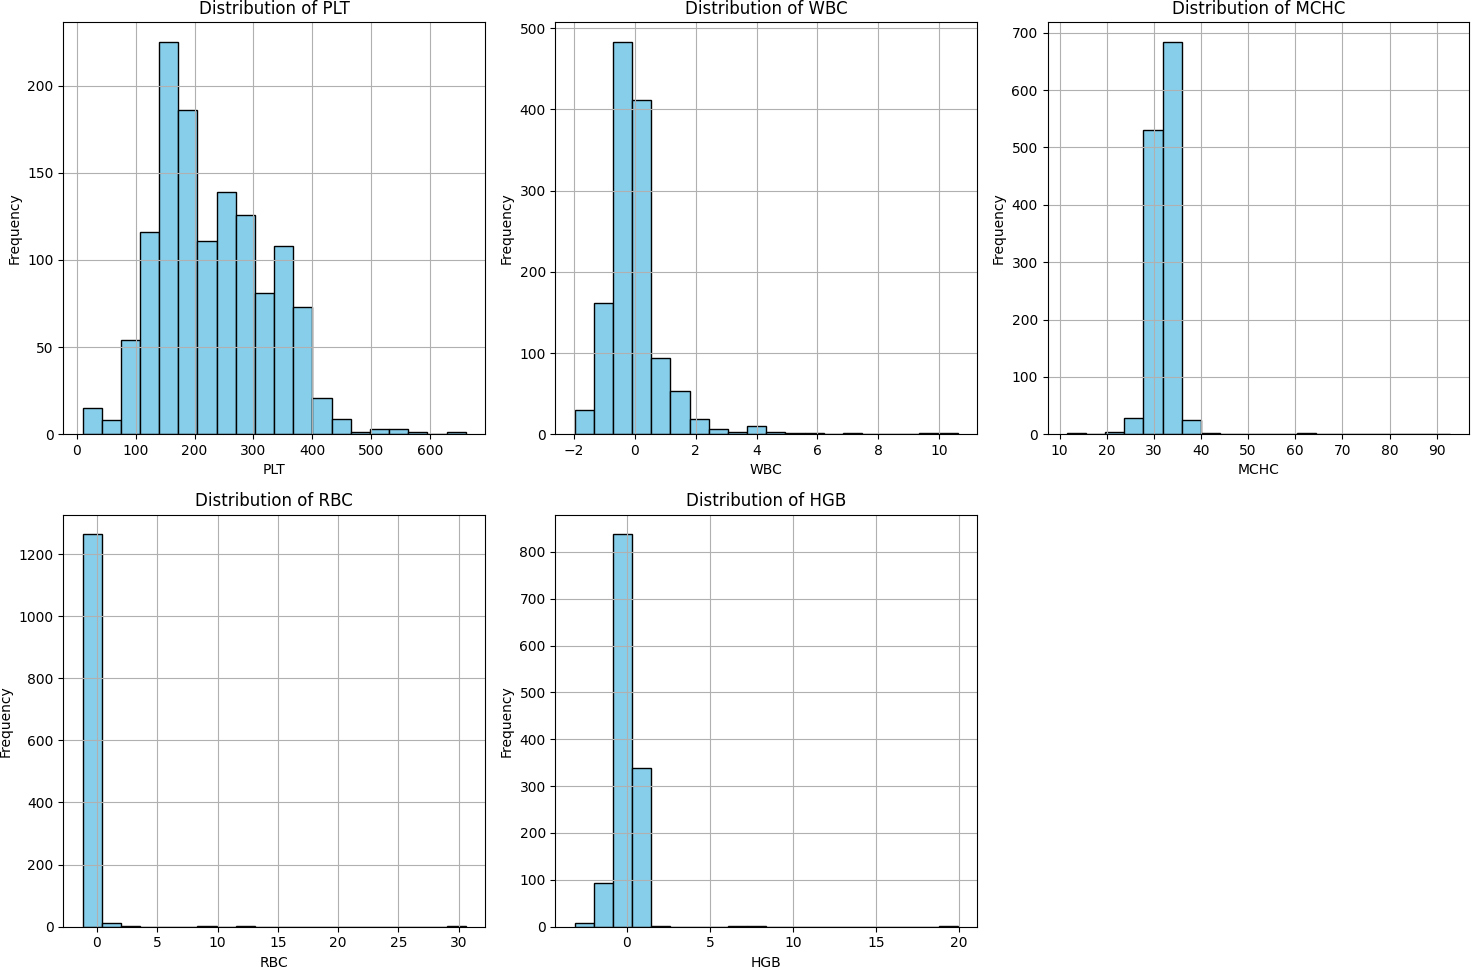 Distribution of PLT
Frequency
200
150
100
50
0
0 100 200 300 400 500 600
PLT
Distribution of WBC
Frequency
500
400
300
200
100
0
−2 0 2 4 6 8 10
WBC
Distribution of MCHC
Frequency
700
600
500
400
300
200
100
0
10 20 30 40 50 60 70 80 90
MCHC
Distribution of RBC
Frequency
1200
1000
800
600
400
200
0
0 5 10 15 20 25 30
RBC
Distribution of HGB
Frequency
800
700
600
500
400
300
200
100
0
0 5 10 15 20
HGB